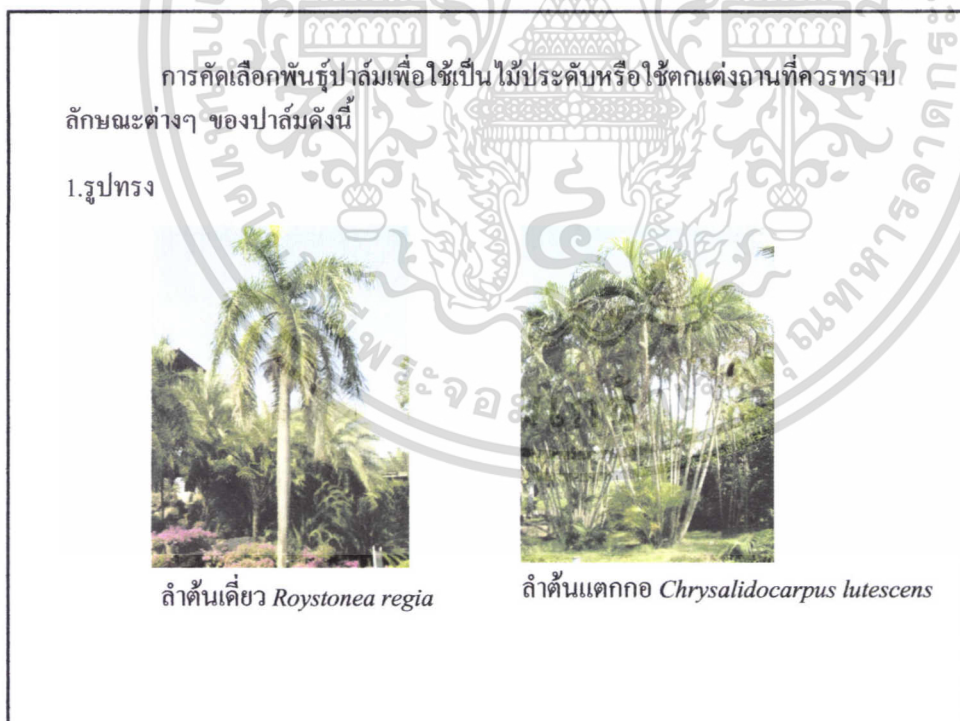 การคัดเลือกพันธุ์ปาล์มเพื่อใช้เป็นไม้ประดับหรือใช้ตกแต่งถานที่ควรทราบ
ลักษณะต่างๆ ของปาล์มดังนี้
1.รูปทรง
ลำต้นเดี่ยว Roystonea regia
ลำต้นแตกกอ Chrysalidocarpus lutescens